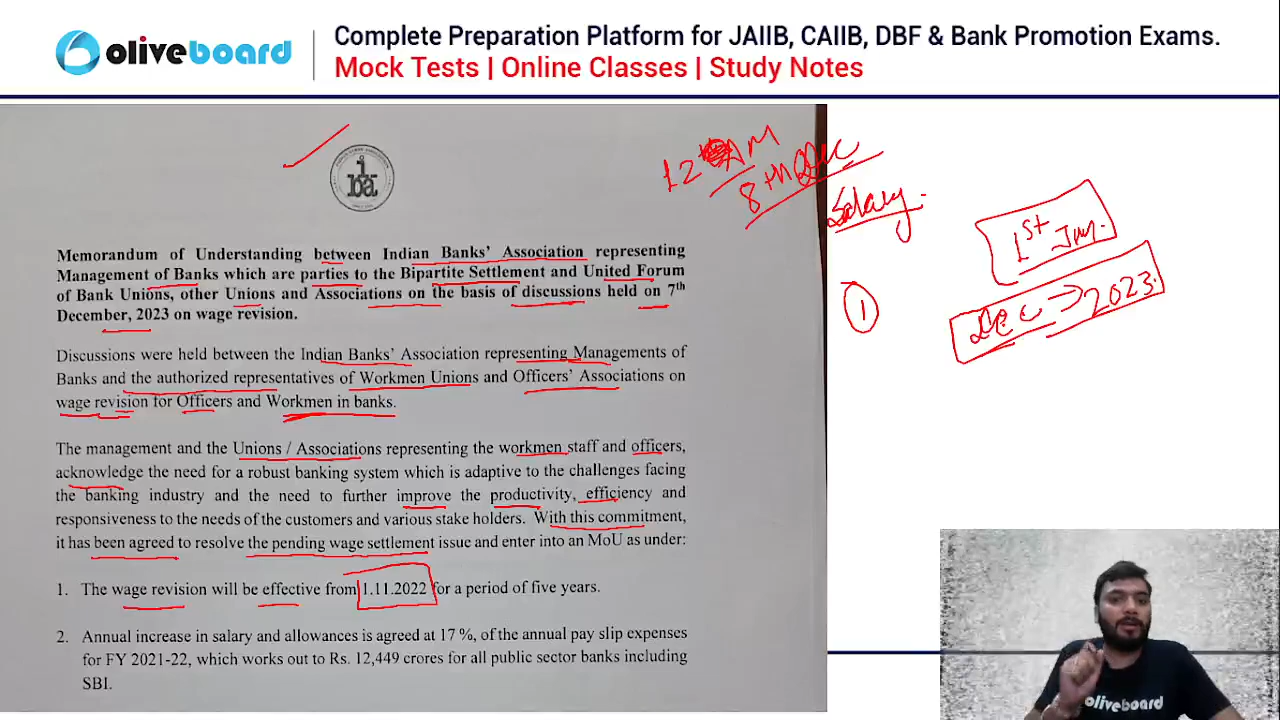 oliveboard
Complete Preparation Platform for JAIIB, CAIIB, DBF & Bank Promotion Exams.
Mock Tests | Online Classes | Study Notes
iba
12 AM
8th Dec
Salary.
1st Jan.
Dec → 2023.
1
Memorandum of Understanding between Indian Banks' Association representing
Management of Banks which are parties to the Bipartite Settlement and United Forum
of Bank Unions, other Unions and Associations on the basis of discussions held on 7th
December, 2023 on wage revision.
Discussions were held between the Indian Banks' Association representing Managements of
Banks and the authorized representatives of Workmen Unions and Officers' Associations on
wage revision for Officers and Workmen in banks.
The management and the Unions / Associations representing the workmen staff and officers,
acknowledge the need for a robust banking system which is adaptive to the challenges facing
the banking industry and the need to further improve the productivity, efficiency and
responsiveness to the needs of the customers and various stake holders. With this commitment,
it has been agreed to resolve the pending wage settlement issue and enter into an MoU as under:
1. The wage revision will be effective from 1.11.2022 for a period of five years.
2. Annual increase in salary and allowances is agreed at 17 %, of the annual pay slip expenses
for FY 2021-22, which works out to Rs. 12,449 crores for all public sector banks including
SBI.
oliveboard